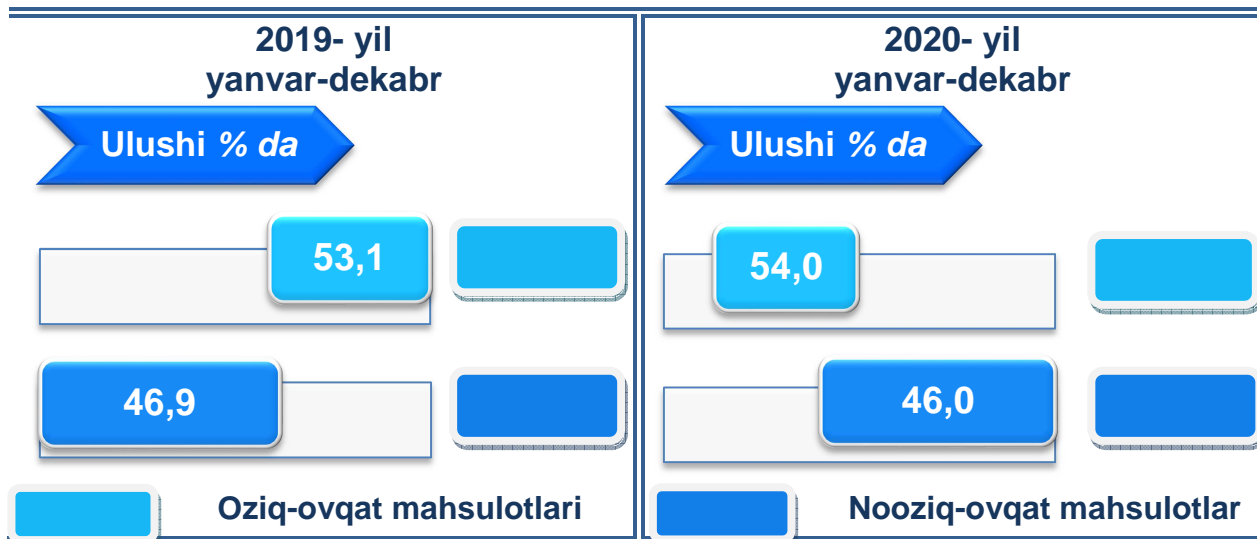 2019- yil
yanvar-dekabr
Ulushi % da
53,1
46,9
2020- yil
yanvar-dekabr
Ulushi % da
54,0
46,0
Oziq-ovqat mahsulotlari
Nooziq-ovqat mahsulotlar